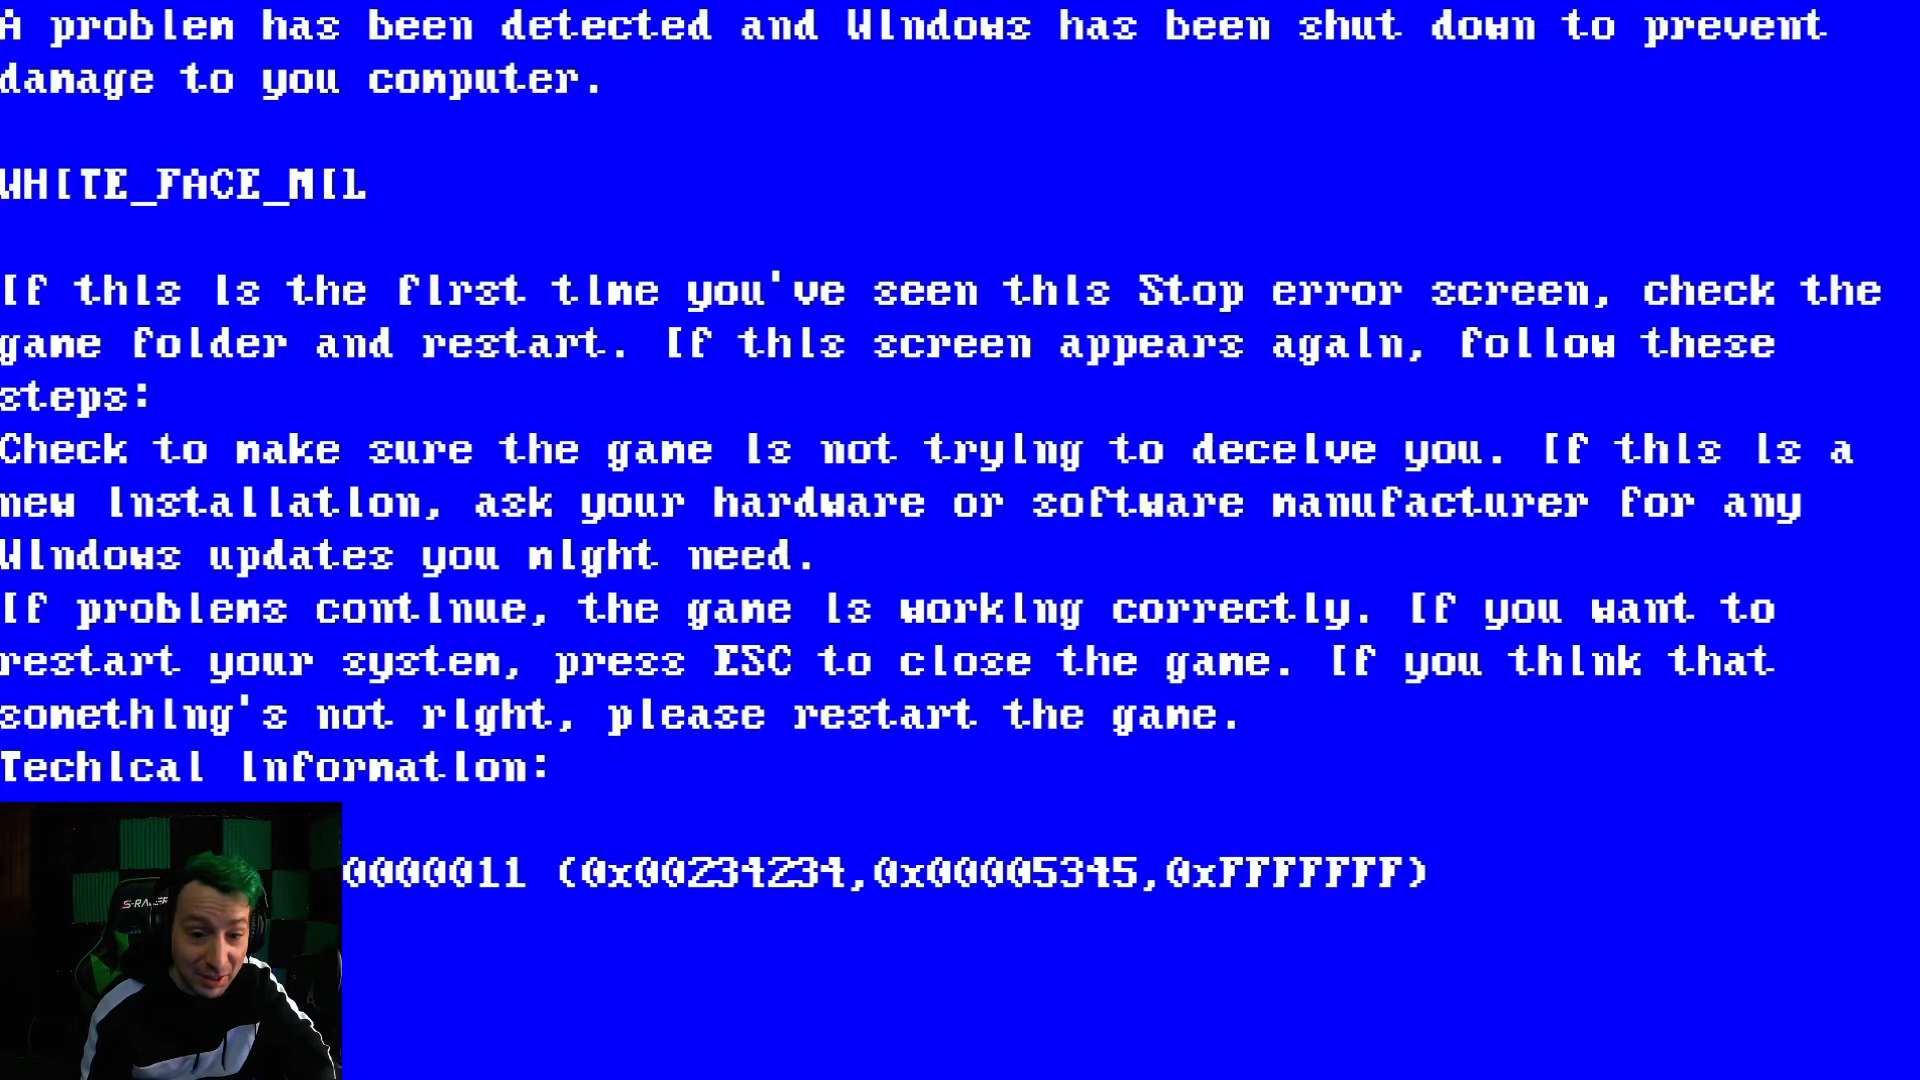 A problem has been detected and Windows has been shut down to prevent
damage to you computer.
WHITE_FACE_MIL
If this is the first time you've seen this Stop error screen, check the
game folder and restart. If this screen appears again, follow these
steps:
Check to make sure the game is not trying to deceive you. If this is a
new installation, ask your hardware or software manufacturer for any
Windows updates you might need.
If problems continue, the game is working correctly. If you want to
restart your system, press ESC to close the game. If you think that
something's not right, please restart the game.
Techical information:
0000011 (0x00234234,0x00005345,0xFFFFFFF)